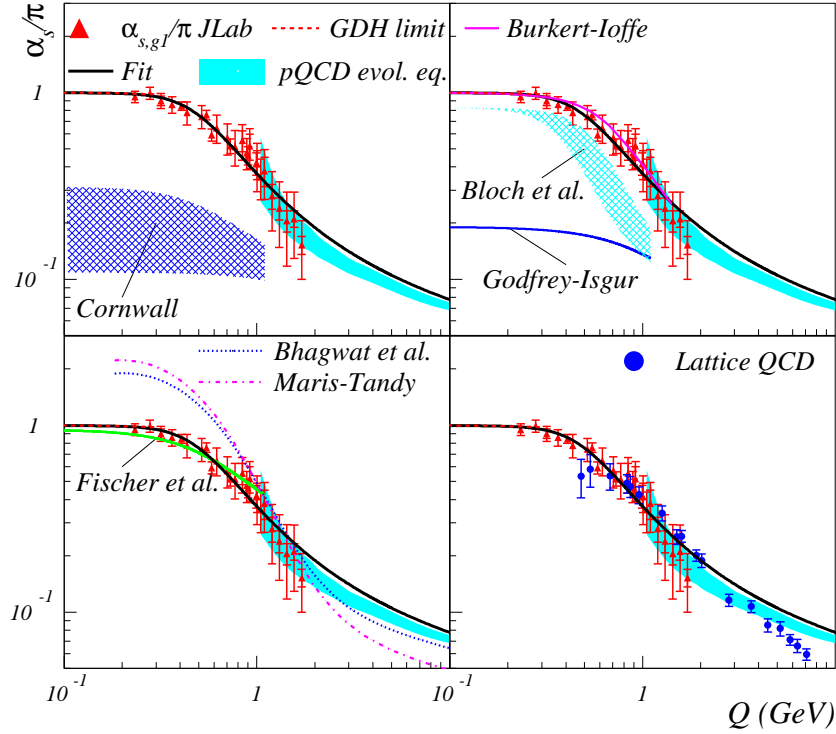 α_s/π
α_{s,g1}/π JLab
GDH limit
Fit
pQCD evol. eq.
1
10^-1
Cornwall
Burkert-Ioffe
Bloch et al.
Godfrey-Isgur
Bhagwat et al.
Maris-Tandy
1
Fischer et al.
10^-1
Lattice QCD
10^-1
1
10^-1
1
10
Q (GeV)